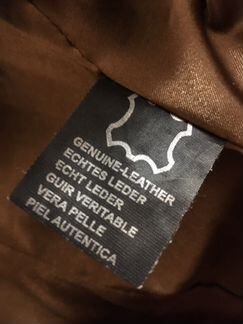 GENUINE-LEATHER
ECHTES LEDER
ECHT LEDER
GUIR VERITABLE
VERA PELLE
PIEL AUTENTICA